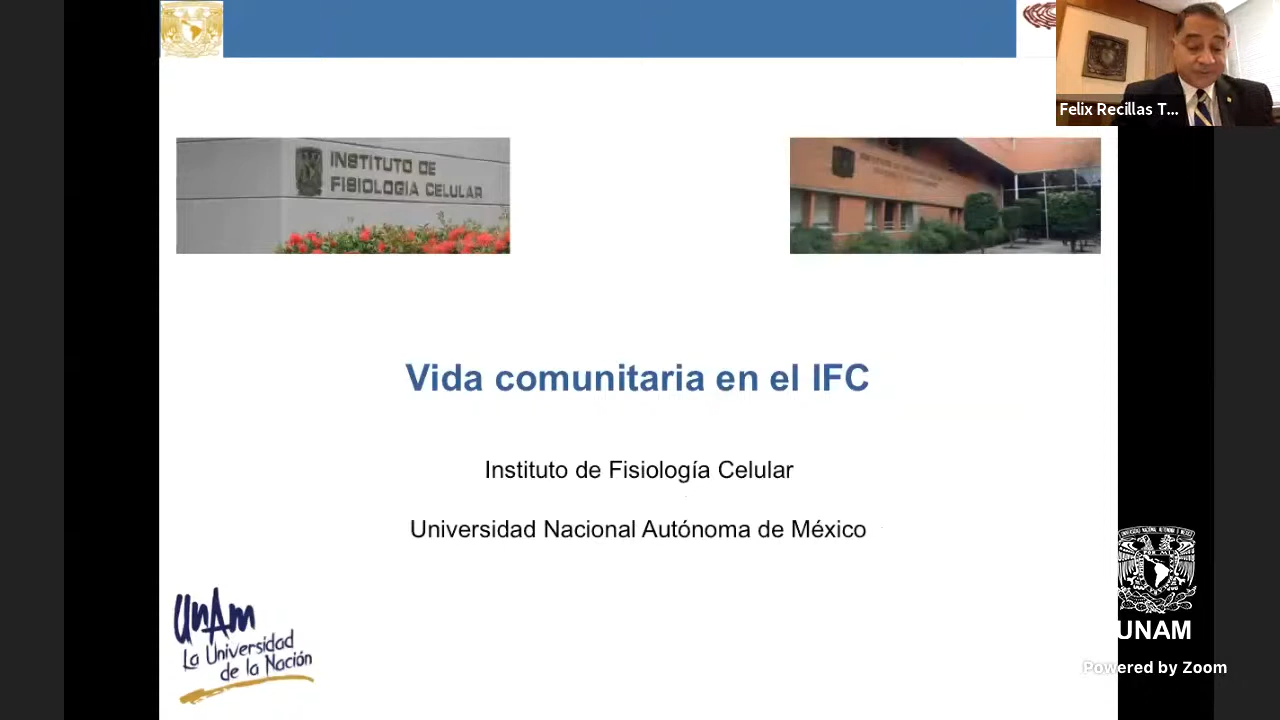 Felix Recillas T...
INSTITUTO DE
FISIOLOGIA CELULAR
Vida comunitaria en el IFC
Instituto de Fisiología Celular
Universidad Nacional Autónoma de México
UnAm
La Universidad
de la Nación
UNAM
Powered by Zoom